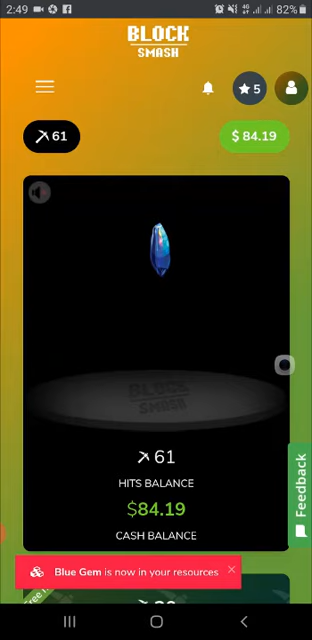 2:49 82%
BLOCK
SMASH
5
61 $ 84.19
BLOCK
SMASH
61
HITS BALANCE
$84.19
CASH BALANCE
Feedback
Blue Gem is now in your resources ×